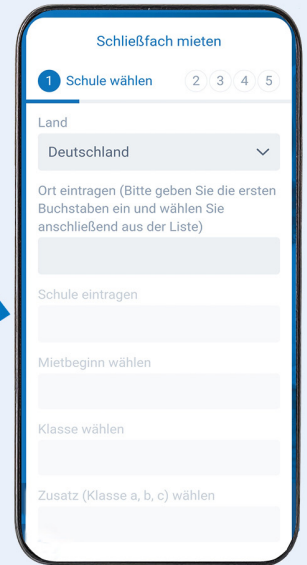 Schließfach mieten
1 Schule wählen 2 3 4 5
Land
Deutschland
Ort eintragen (Bitte geben Sie die ersten
Buchstaben ein und wählen Sie
anschließend aus der Liste)
Schule eintragen
Mietbeginn wählen
Klasse wählen
Zusatz (Klasse a, b, c) wählen